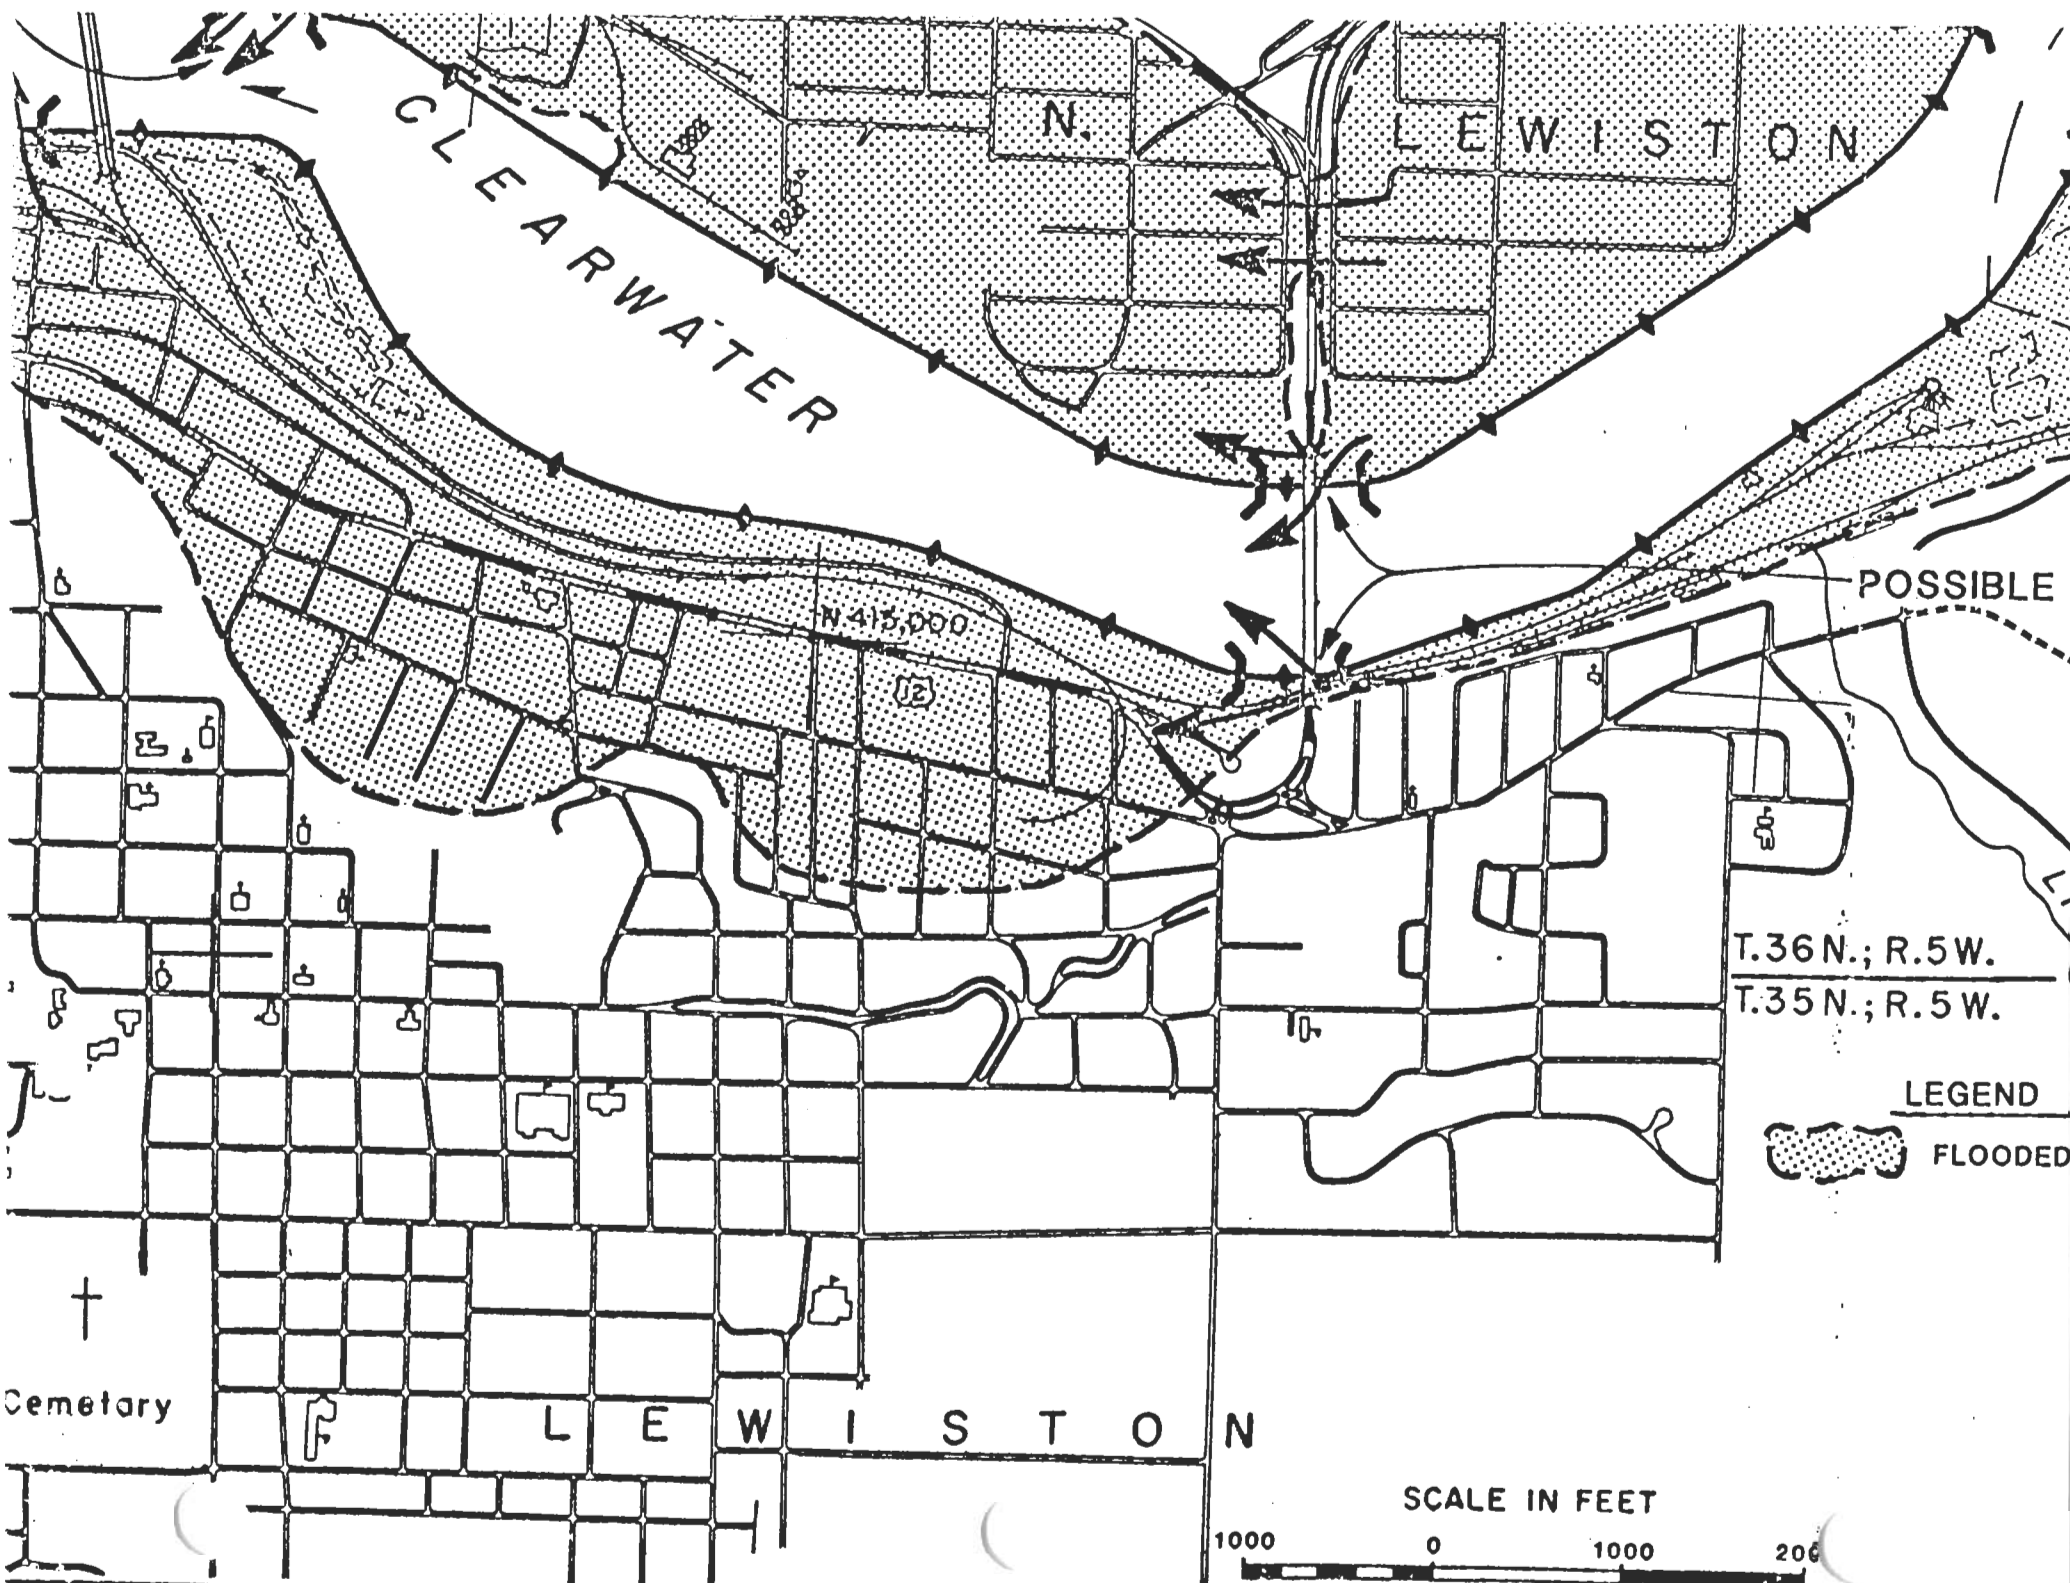 N. LEWISTON
CLEARWATER
POSSIBLE
N 415,000
12
T.36N.; R.5W.
T.35N.; R.5W.
LEGEND
FLOODED
Cemetary
LEWISTON
SCALE IN FEET
1000 0 1000